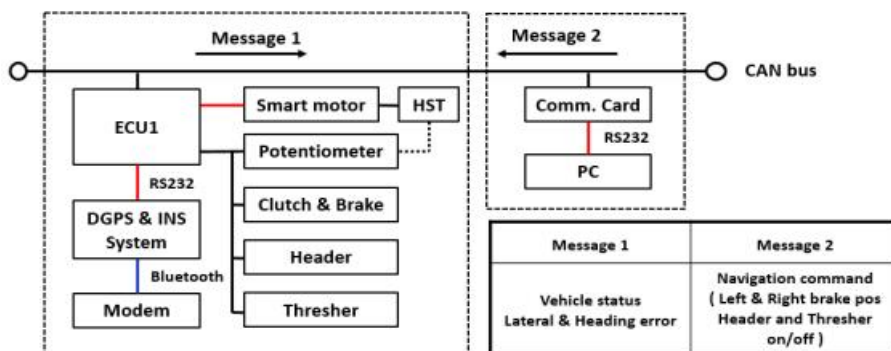 Message 1
Message 2
CAN bus
ECU1
Smart motor
HST
Comm. Card
Potentiometer
RS232
RS232
PC
Clutch & Brake
DGPS & INS
System
Header
Bluetooth
Modem
Thresher
Message 1
Message 2
Vehicle status
Lateral & Heading error
Navigation command
( Left & Right brake pos
Header and Thresher
on/off )